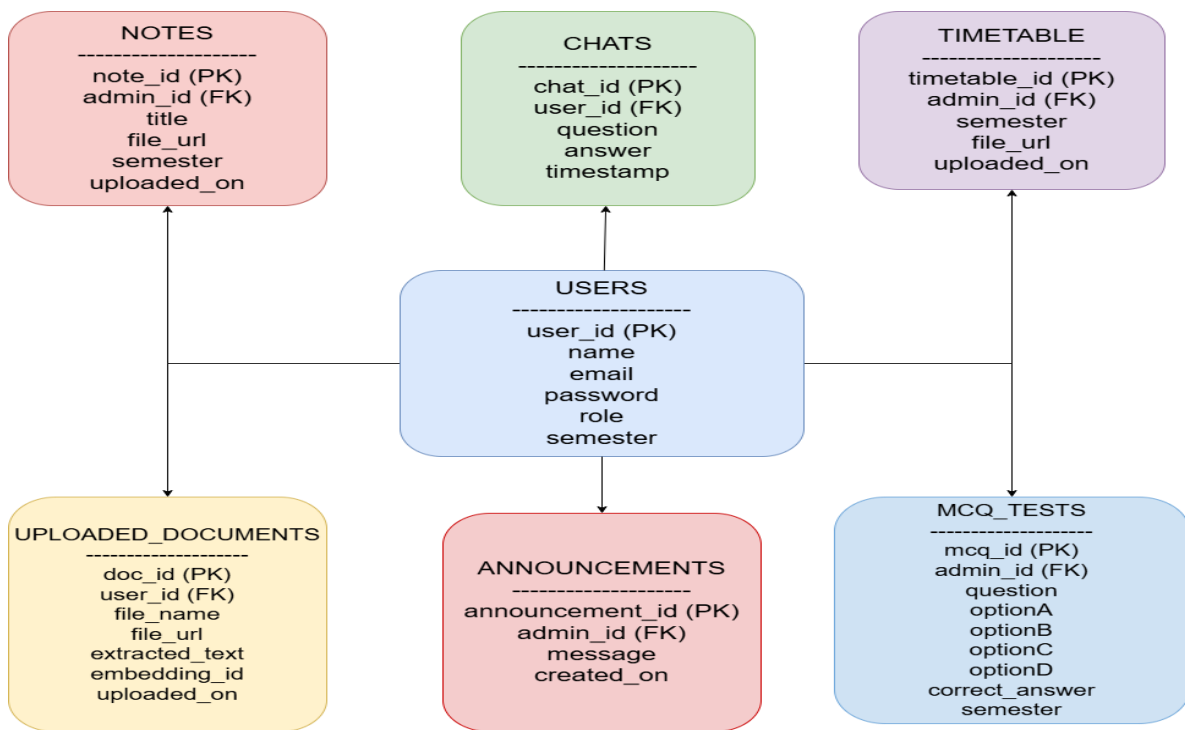 NOTES
---------------------
note_id (PK)
admin_id (FK)
title
file_url
semester
uploaded_on
CHATS
---------------------
chat_id (PK)
user_id (FK)
question
answer
timestamp
TIMETABLE
---------------------
timetable_id (PK)
admin_id (FK)
semester
file_url
uploaded_on
USERS
---------------------
user_id (PK)
name
email
password
role
semester
UPLOADED_DOCUMENTS
--------------------
doc_id (PK)
user_id (FK)
file_name
file_url
extracted_text
embedding_id
uploaded_on
ANNOUNCEMENTS
---------------------
announcement_id (PK)
admin_id (FK)
message
created_on
MCQ_TESTS
--------------------
mcq_id (PK)
admin_id (FK)
question
optionA
optionB
optionC
optionD
correct_answer
semester